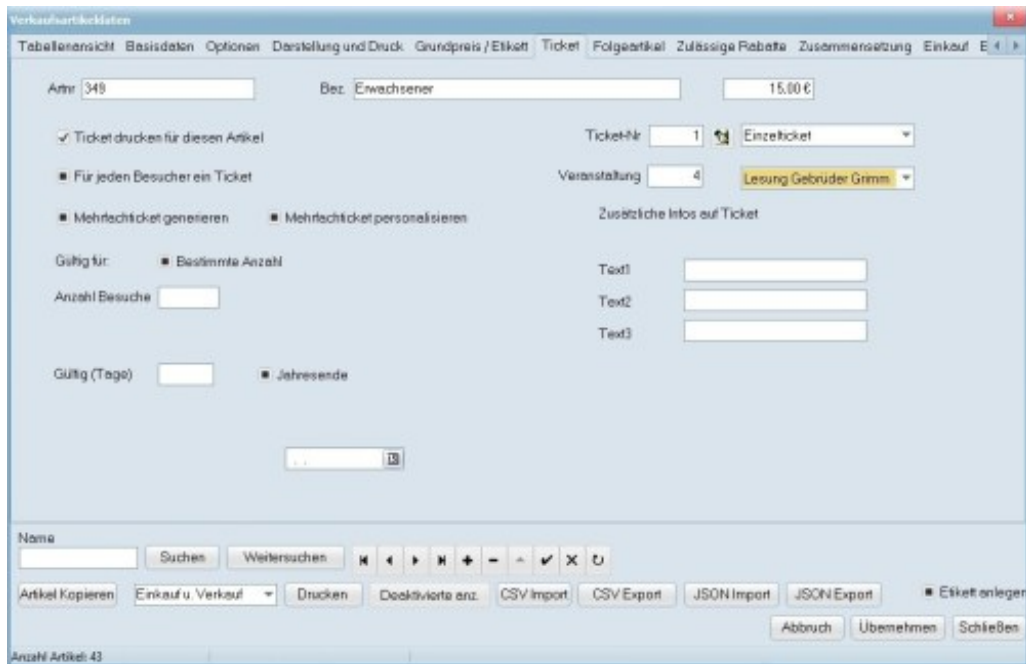 Verkaufsartikeldaten
Tabellenansicht Basisdaten Optionen Darstellung und Druck Grundpreis / Etikett Ticket Folgeartikel Zulässige Rabatte Zusammensetzung Einkauf E
Artnr 349 Bez. Erwachsener 15,00 €
Ticket drucken für diesen Artikel Ticket-Nr 1 Einzelticket
Für jeden Besucher ein Ticket Veranstaltung 4 Lesung Gebrüder Grimm
Mehrfachticket generieren Mehrfachticket personalisieren Zusätzliche Infos auf Ticket
Gültig für: Bestimmte Anzahl
Text1
Anzahl Besuche
Text2
Text3
Gültig (Tage) Jahresende
Name
Suchen Weitersuchen
Artikel Kopieren Einkauf u. Verkauf Drucken Deaktivierte anz. CSV Import CSV Export JSON Import JSON Export Etikett anlegen
Abbruch Übernehmen Schließen
Anzahl Artikel: 43